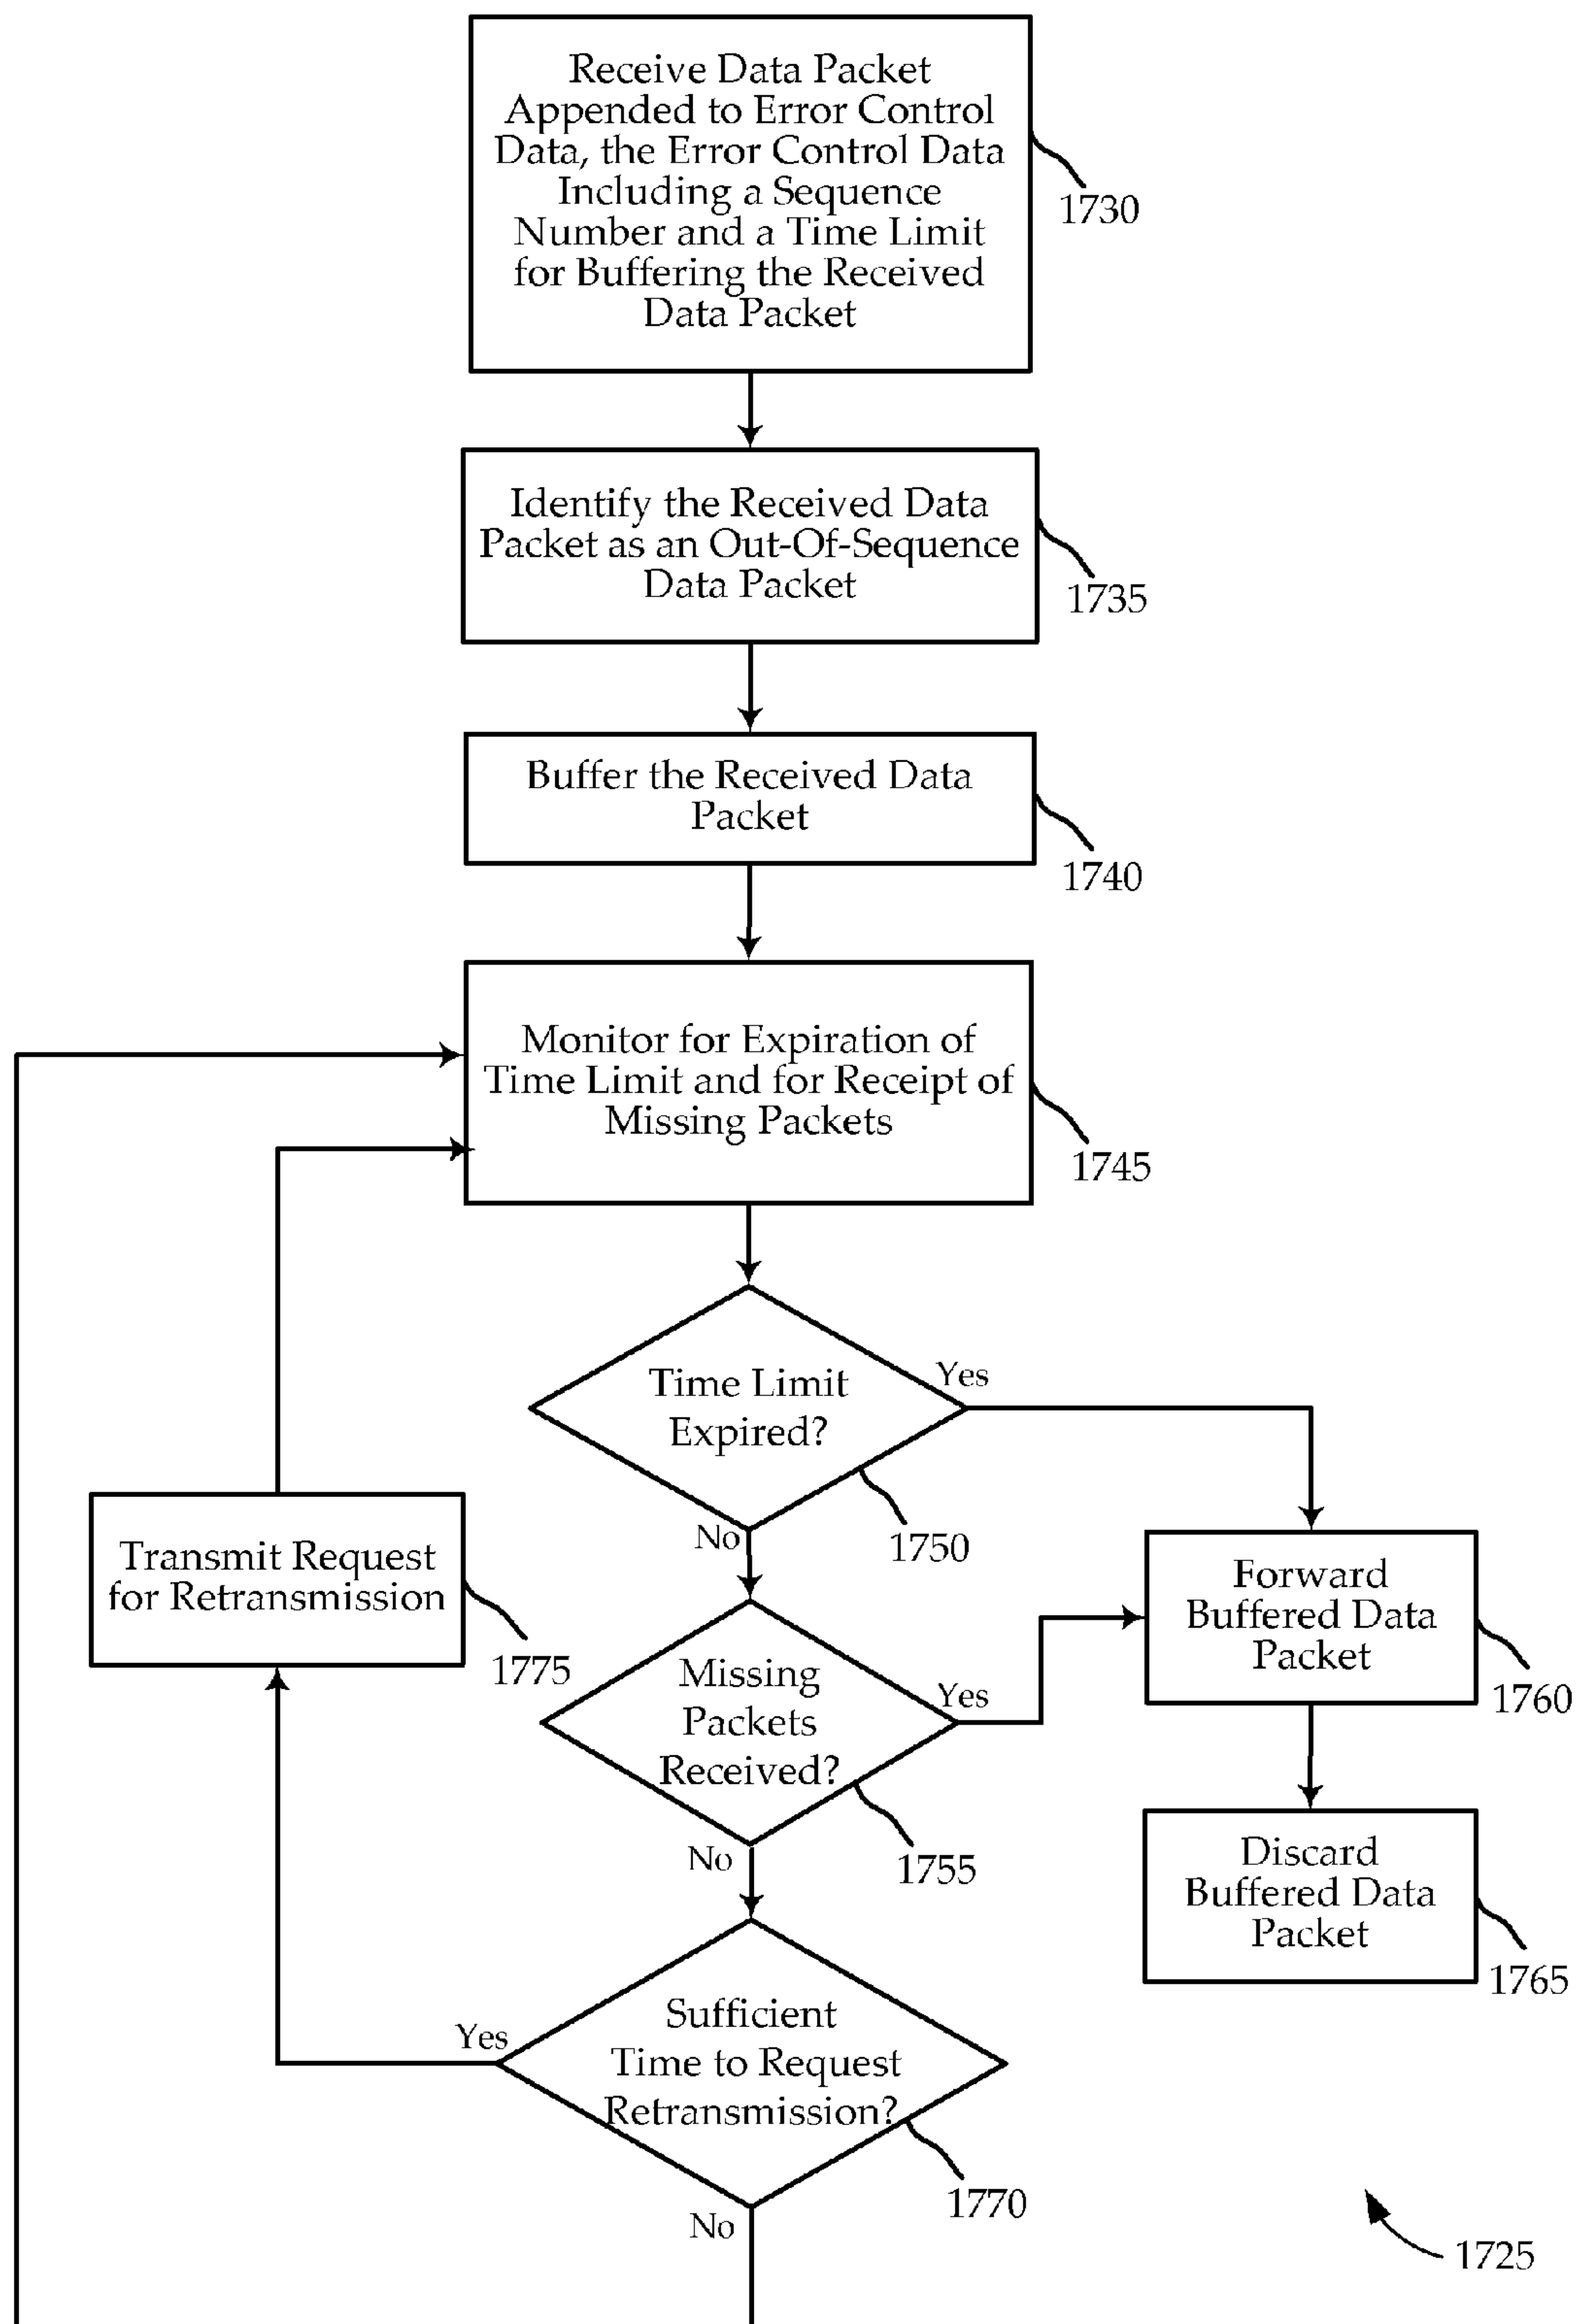 Receive Data Packet
Appended to Error Control
Data, the Error Control Data
Including a Sequence
Number and a Time Limit
for Buffering the Received
Data Packet
1730
Identify the Received Data
Packet as an Out-Of-Sequence
Data Packet
1735
Buffer the Received Data
Packet
1740
Monitor for Expiration of
Time Limit and for Receipt of
Missing Packets
1745
Time Limit
Expired?
Yes
No
1750
Transmit Request
for Retransmission
1775
Missing
Packets
Received?
Yes
No
1755
Forward
Buffered Data
Packet
1760
Discard
Buffered Data
Packet
1765
Sufficient
Time to Request
Retransmission?
Yes
No
1770
1725